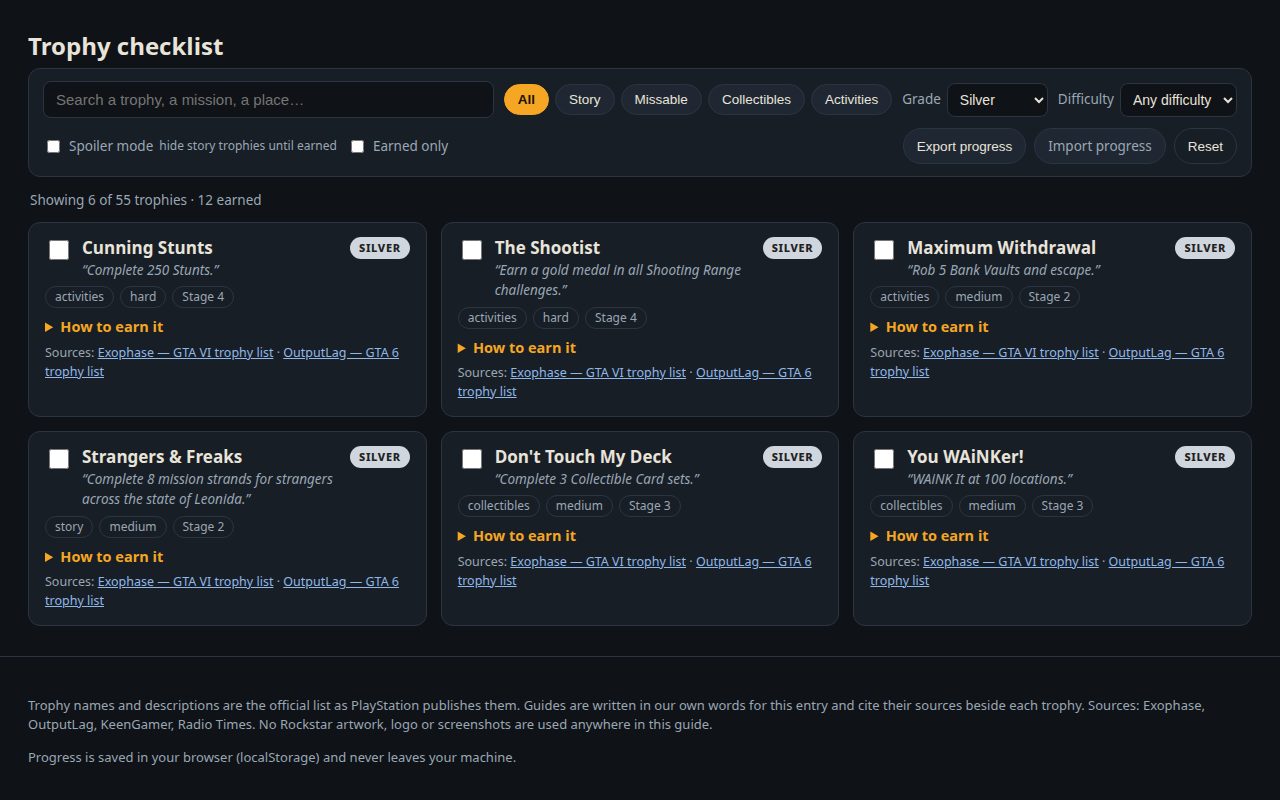 Trophy checklist
Search a trophy, a mission, a place…
All Story Missable Collectibles Activities Grade Silver Difficulty Any difficulty
Spoiler mode hide story trophies until earned Earned only Export progress Import progress Reset
Showing 6 of 55 trophies · 12 earned
Cunning Stunts SILVER
“Complete 250 Stunts.”
activities hard Stage 4
How to earn it
Sources: Exophase — GTA VI trophy list · OutputLag — GTA 6
trophy list
The Shootist SILVER
“Earn a gold medal in all Shooting Range
challenges.”
activities hard Stage 4
How to earn it
Sources: Exophase — GTA VI trophy list · OutputLag — GTA 6
trophy list
Maximum Withdrawal SILVER
“Rob 5 Bank Vaults and escape.”
activities medium Stage 2
How to earn it
Sources: Exophase — GTA VI trophy list · OutputLag — GTA 6
trophy list
Strangers & Freaks SILVER
“Complete 8 mission strands for strangers
across the state of Leonida.”
story medium Stage 2
How to earn it
Sources: Exophase — GTA VI trophy list · OutputLag — GTA 6
trophy list
Don't Touch My Deck SILVER
“Complete 3 Collectible Card sets.”
collectibles medium Stage 3
How to earn it
Sources: Exophase — GTA VI trophy list · OutputLag — GTA 6
trophy list
You WAiNKer! SILVER
“WAiNK It at 100 locations.”
collectibles medium Stage 3
How to earn it
Sources: Exophase — GTA VI trophy list · OutputLag — GTA 6
trophy list
Trophy names and descriptions are the official list as PlayStation publishes them. Guides are written in our own words for this entry and cite their sources beside each trophy. Sources: Exophase,
OutputLag, KeenGamer, Radio Times. No Rockstar artwork, logo or screenshots are used anywhere in this guide.
Progress is saved in your browser (localStorage) and never leaves your machine.